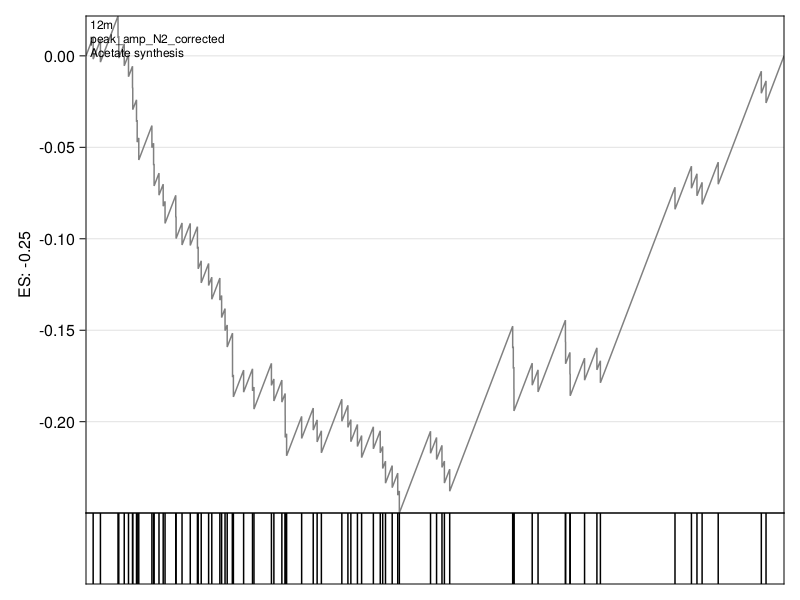 12m
peak_amp_N2_corrected
Acetate synthesis
0.00
-0.05
-0.10
-0.15
-0.20
ES: -0.25